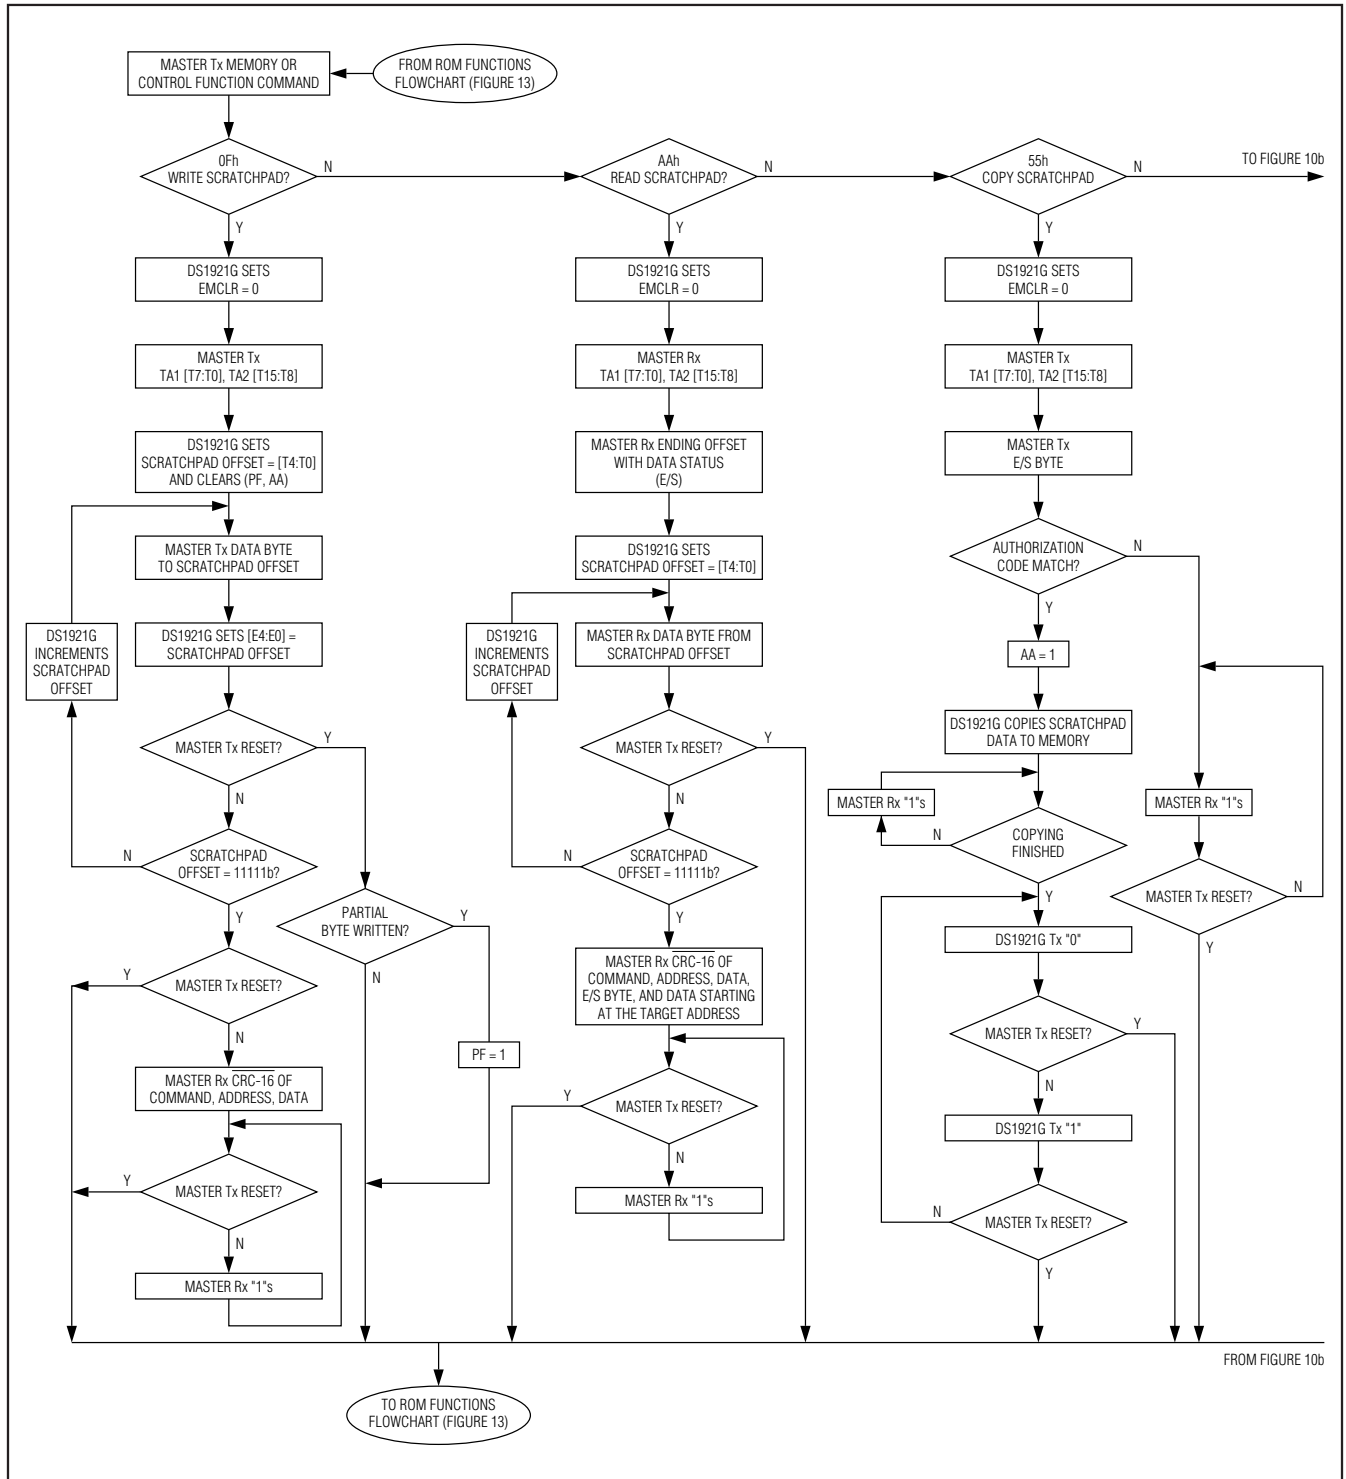 MASTER Tx MEMORY OR
CONTROL FUNCTION COMMAND
FROM ROM FUNCTIONS
FLOWCHART (FIGURE 13)
0Fh
WRITE SCRATCHPAD?
N
Y
AAh
READ SCRATCHPAD?
N
Y
55h
COPY SCRATCHPAD
N
Y
TO FIGURE 10b
DS1921G SETS
EMCLR = 0
MASTER Tx
TA1 [T7:T0], TA2 [T15:T8]
DS1921G SETS
SCRATCHPAD OFFSET = [T4:T0]
AND CLEARS (PF, AA)
MASTER Tx DATA BYTE
TO SCRATCHPAD OFFSET
DS1921G
INCREMENTS
SCRATCHPAD
OFFSET
DS1921G SETS [E4:E0] =
SCRATCHPAD OFFSET
MASTER Tx RESET?
Y
N
SCRATCHPAD
OFFSET = 11111b?
N
Y
PARTIAL
BYTE WRITTEN?
Y
N
PF = 1
MASTER Tx RESET?
Y
N
MASTER Rx CRC-16 OF
COMMAND, ADDRESS, DATA
MASTER Tx RESET?
Y
N
MASTER Rx "1"s
DS1921G SETS
EMCLR = 0
MASTER Rx
TA1 [T7:T0], TA2 [T15:T8]
MASTER Rx ENDING OFFSET
WITH DATA STATUS
(E/S)
DS1921G SETS
SCRATCHPAD OFFSET = [T4:T0]
DS1921G
INCREMENTS
SCRATCHPAD
OFFSET
MASTER Rx DATA BYTE FROM
SCRATCHPAD OFFSET
MASTER Tx RESET?
Y
N
SCRATCHPAD
OFFSET = 11111b?
N
Y
MASTER Rx CRC-16 OF
COMMAND, ADDRESS, DATA,
E/S BYTE, AND DATA STARTING
AT THE TARGET ADDRESS
MASTER Tx RESET?
Y
N
MASTER Rx "1"s
DS1921G SETS
EMCLR = 0
MASTER Tx
TA1 [T7:T0], TA2 [T15:T8]
MASTER Tx
E/S BYTE
AUTHORIZATION
CODE MATCH?
N
Y
AA = 1
DS1921G COPIES SCRATCHPAD
DATA TO MEMORY
MASTER Rx "1"s
COPYING
FINISHED
N
Y
DS1921G Tx "0"
MASTER Tx RESET?
Y
N
DS1921G Tx "1"
MASTER Tx RESET?
N
Y
MASTER Rx "1"s
MASTER Tx RESET?
N
Y
FROM FIGURE 10b
TO ROM FUNCTIONS
FLOWCHART (FIGURE 13)